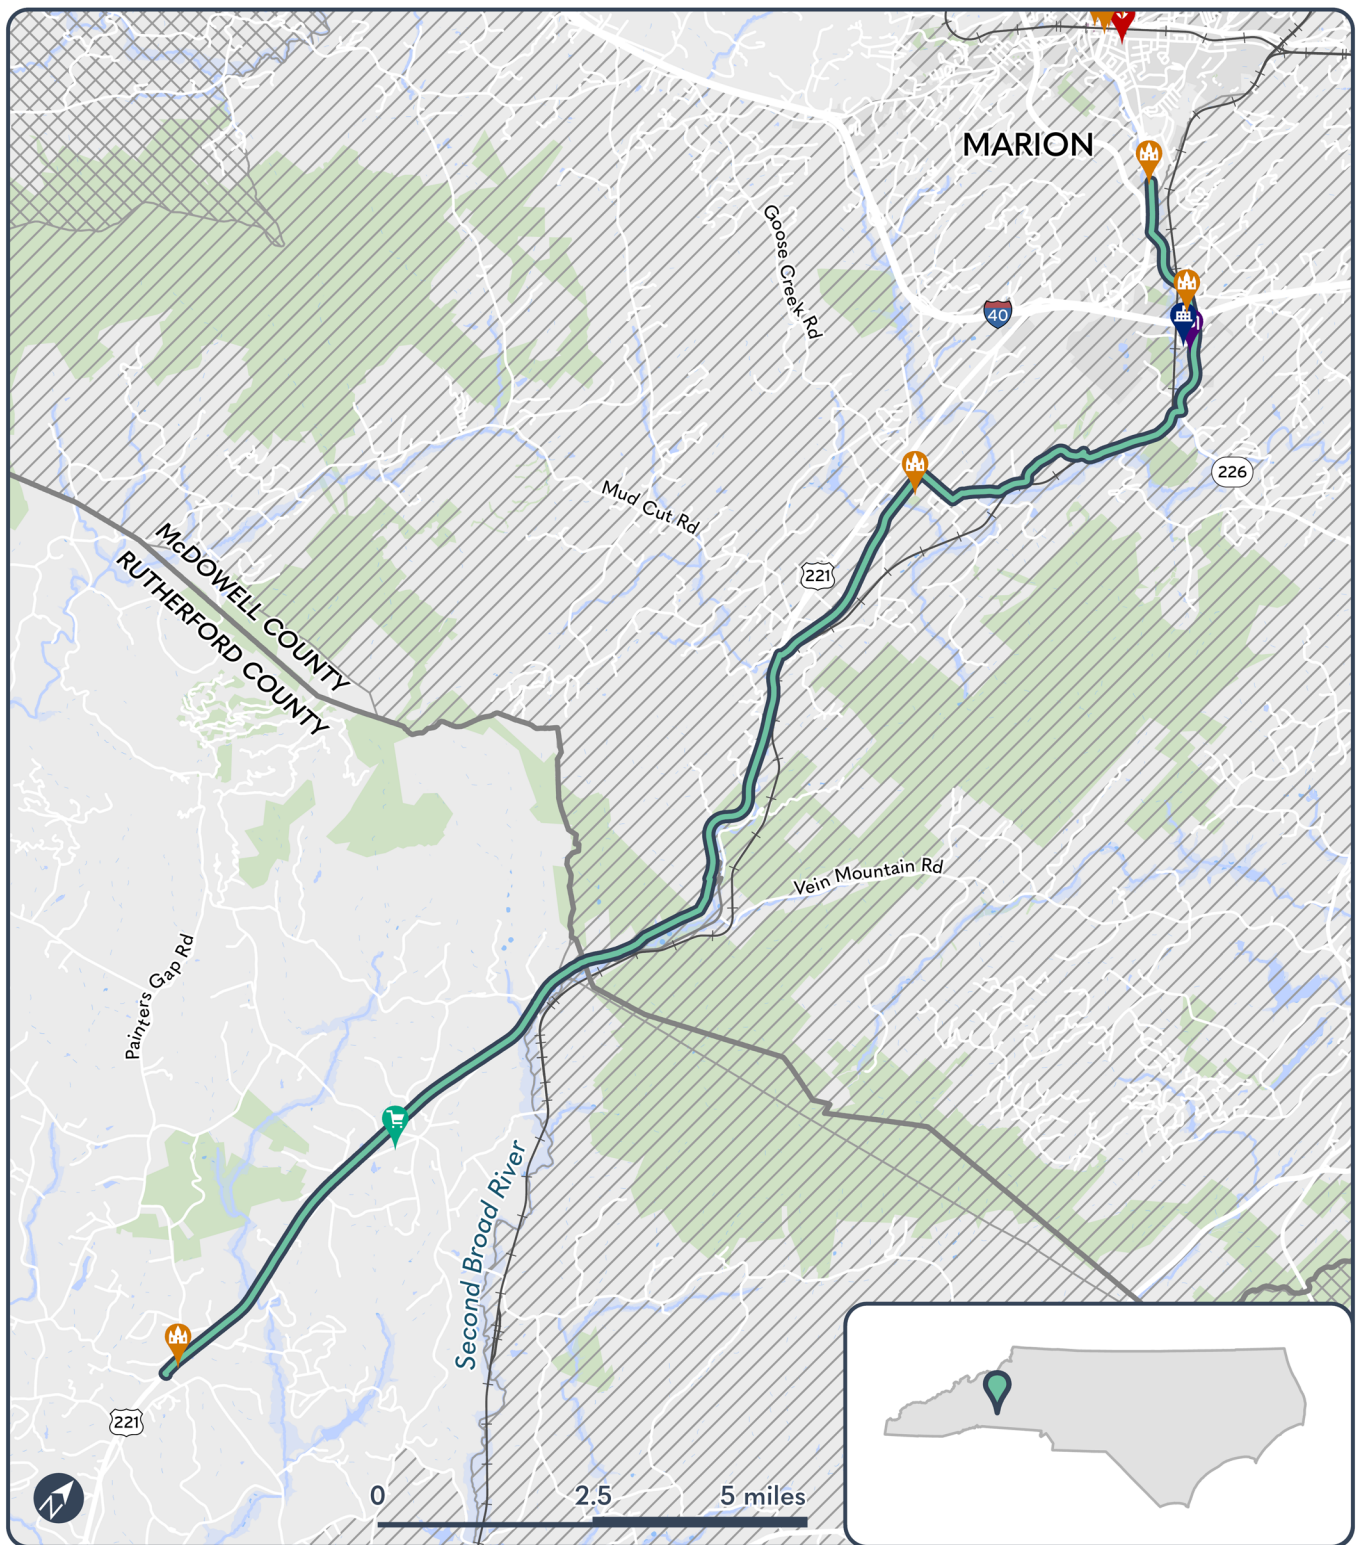 MARION
Goose Creek Rd
40
226
Mud Cut Rd
221
McDOWELL COUNTY
RUTHERFORD COUNTY
Vein Mountain Rd
Painters Gap Rd
Second Broad River
221
N
0 2.5 5 miles